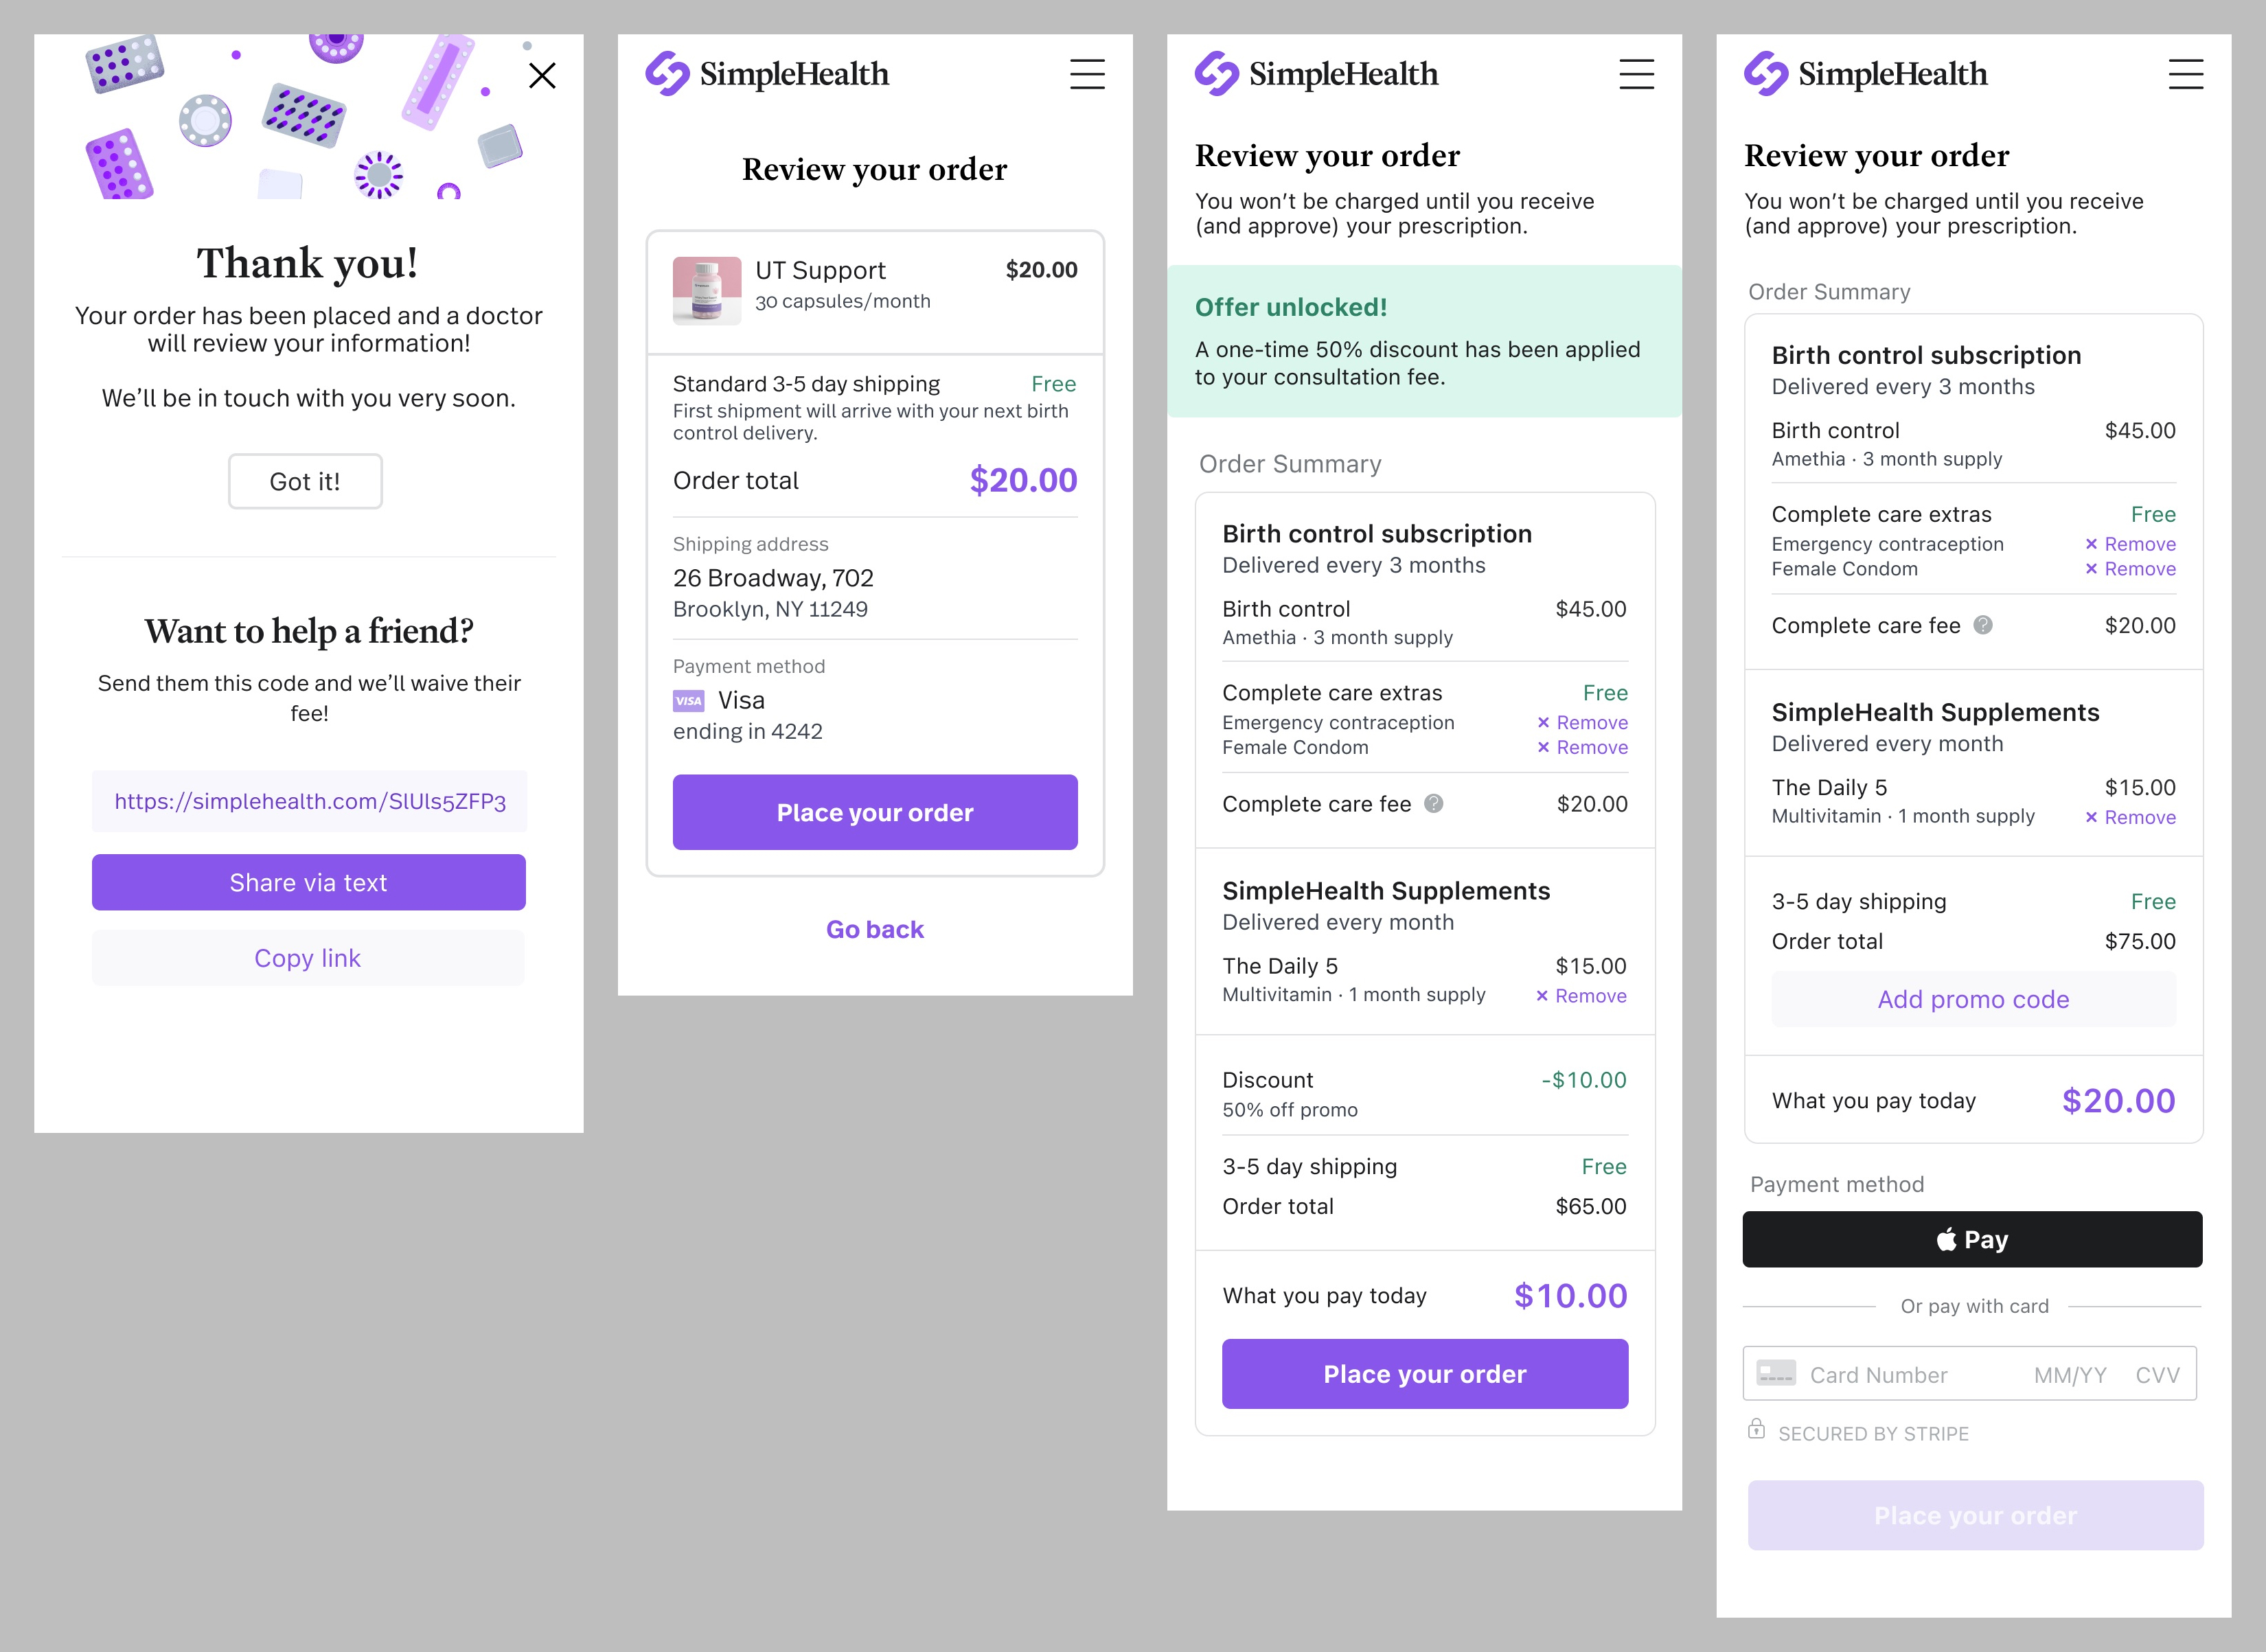 Thank you!
Your order has been placed and a doctor
will review your information!
We’ll be in touch with you very soon.
Got it!
Want to help a friend?
Send them this code and we’ll waive their
fee!
https://simplehealth.com/SlUls5ZFP3
Share via text
Copy link
SimpleHealth
Review your order
UT Support $20.00
30 capsules/month
Standard 3-5 day shipping Free
First shipment will arrive with your next birth
control delivery.
Order total $20.00
Shipping address
26 Broadway, 702
Brooklyn, NY 11249
Payment method
VISA Visa
ending in 4242
Place your order
Go back
SimpleHealth
Review your order
You won’t be charged until you receive
(and approve) your prescription.
Offer unlocked!
A one-time 50% discount has been applied
to your consultation fee.
Order Summary
Birth control subscription
Delivered every 3 months
Birth control $45.00
Amethia · 3 month supply
Complete care extras Free
Emergency contraception × Remove
Female Condom × Remove
Complete care fee ? $20.00
SimpleHealth Supplements
Delivered every month
The Daily 5 $15.00
Multivitamin · 1 month supply × Remove
Discount -$10.00
50% off promo
3-5 day shipping Free
Order total $65.00
What you pay today $10.00
Place your order
SimpleHealth
Review your order
You won’t be charged until you receive
(and approve) your prescription.
Order Summary
Birth control subscription
Delivered every 3 months
Birth control $45.00
Amethia · 3 month supply
Complete care extras Free
Emergency contraception × Remove
Female Condom × Remove
Complete care fee ? $20.00
SimpleHealth Supplements
Delivered every month
The Daily 5 $15.00
Multivitamin · 1 month supply × Remove
3-5 day shipping Free
Order total $75.00
Add promo code
What you pay today $20.00
Payment method
Pay
Or pay with card
Card Number MM/YY CVV
SECURED BY STRIPE
Place your order